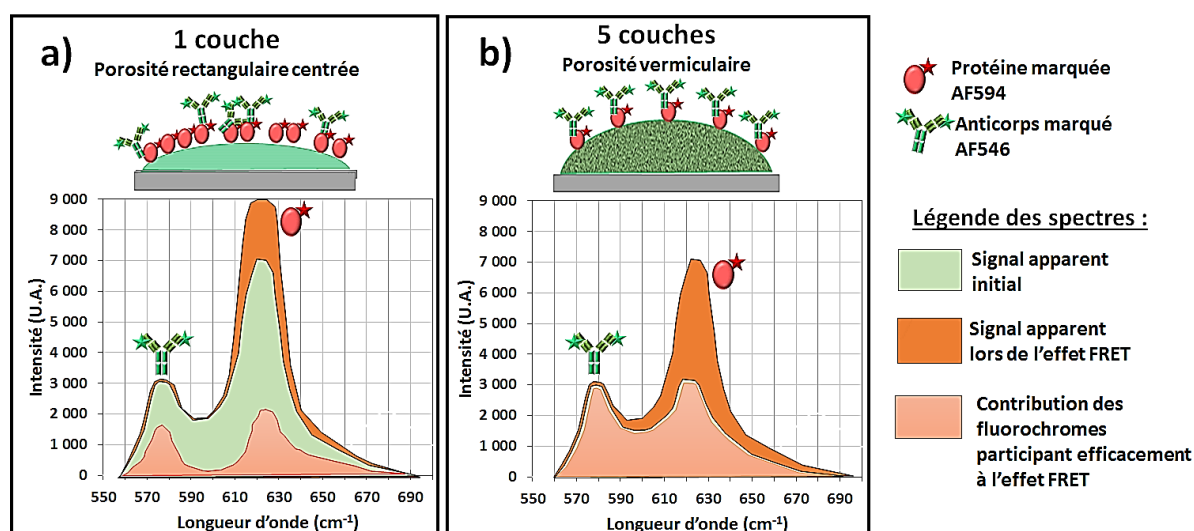 a)
1 couche
Porosité rectangulaire centrée
9 000
8 000
7 000
6 000
5 000
4 000
3 000
2 000
1 000
0
Intensité (U.A.)
550 570 590 610 630 650 670 690
Longueur d'onde (cm⁻¹)
b)
5 couches
Porosité vermiculaire
9 000
8 000
7 000
6 000
5 000
4 000
3 000
2 000
1 000
0
Intensité (U.A.)
550 570 590 610 630 650 670 690
Longueur d'onde (cm⁻¹)
Protéine marquée
AF594
Anticorps marqué
AF546
Légende des spectres :
Signal apparent
initial
Signal apparent
lors de l'effet FRET
Contribution des
fluorochromes
participant efficacement
à l'effet FRET